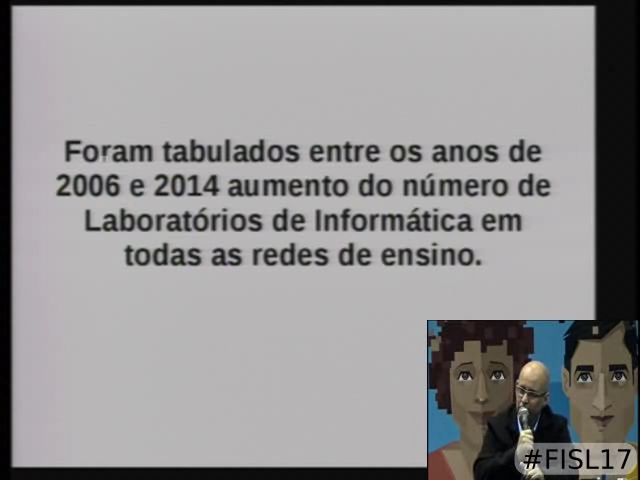 Foram tabulados entre os anos de
2006 e 2014 aumento do número de
Laboratórios de Informática em
todas as redes de ensino.
#FISL17